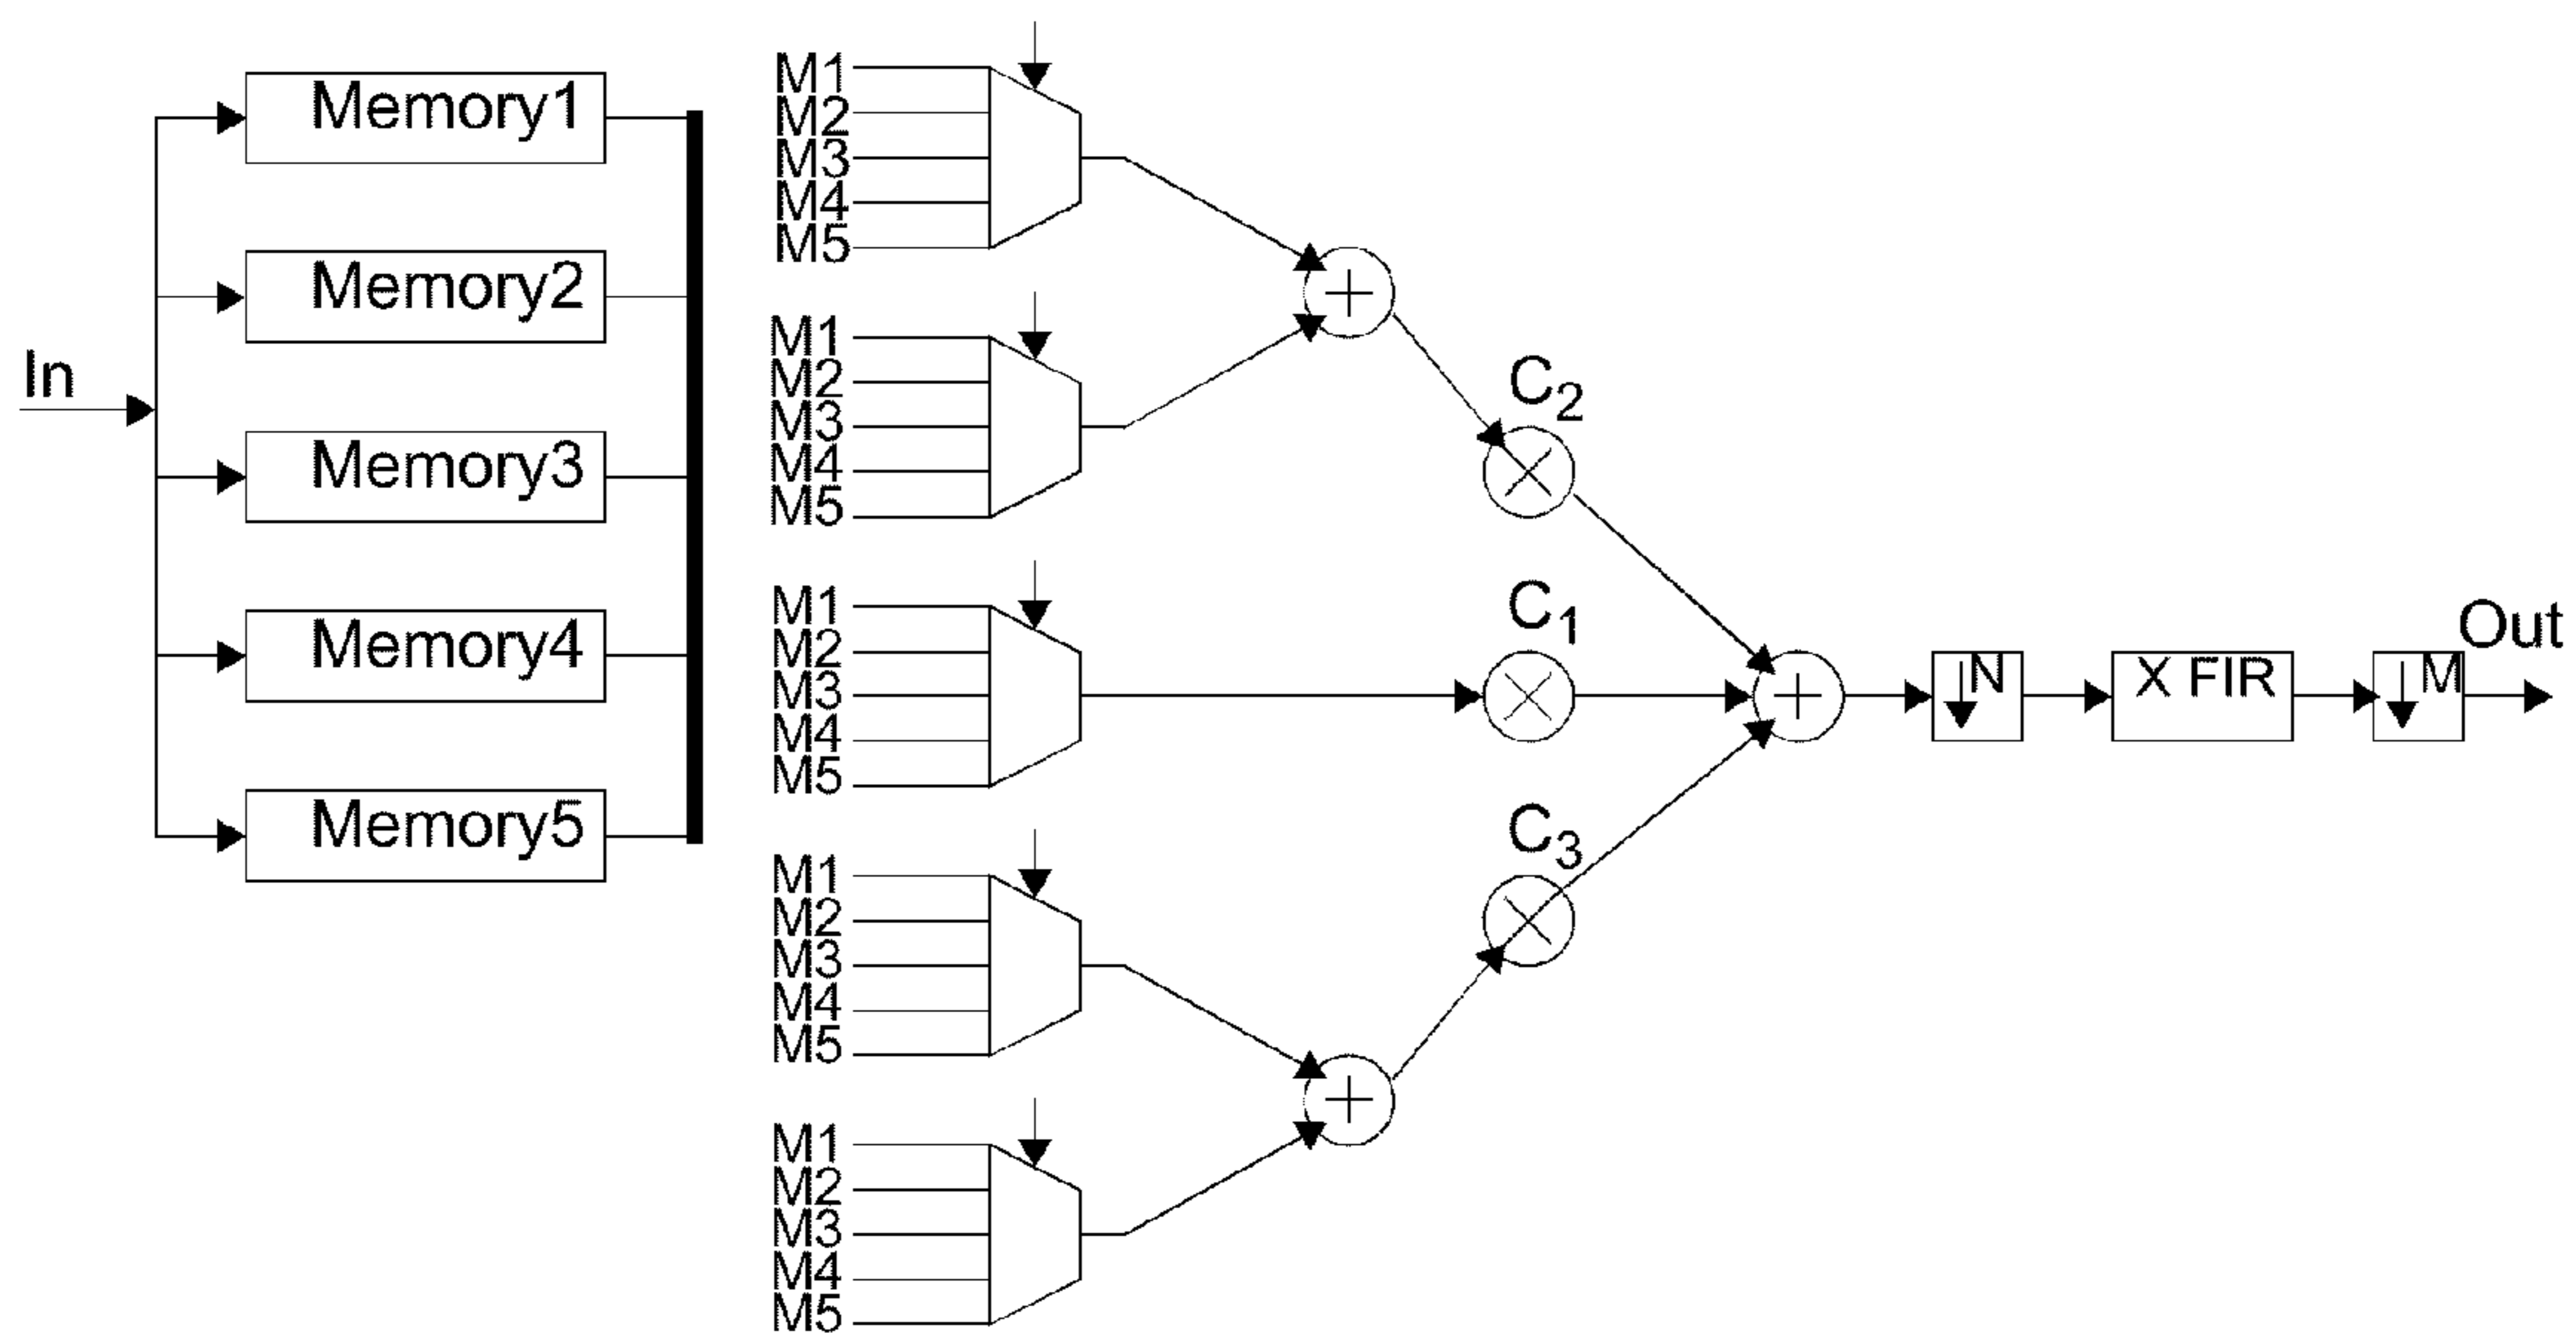 In
Memory1
Memory2
Memory3
Memory4
Memory5
M1
M2
M3
M4
M5
M1
M2
M3
M4
M5
M1
M2
M3
M4
M5
M1
M2
M3
M4
M5
M1
M2
M3
M4
M5
+
+
C₂
×
C₁
×
C₃
×
+
↓N
X FIR
↓M
Out